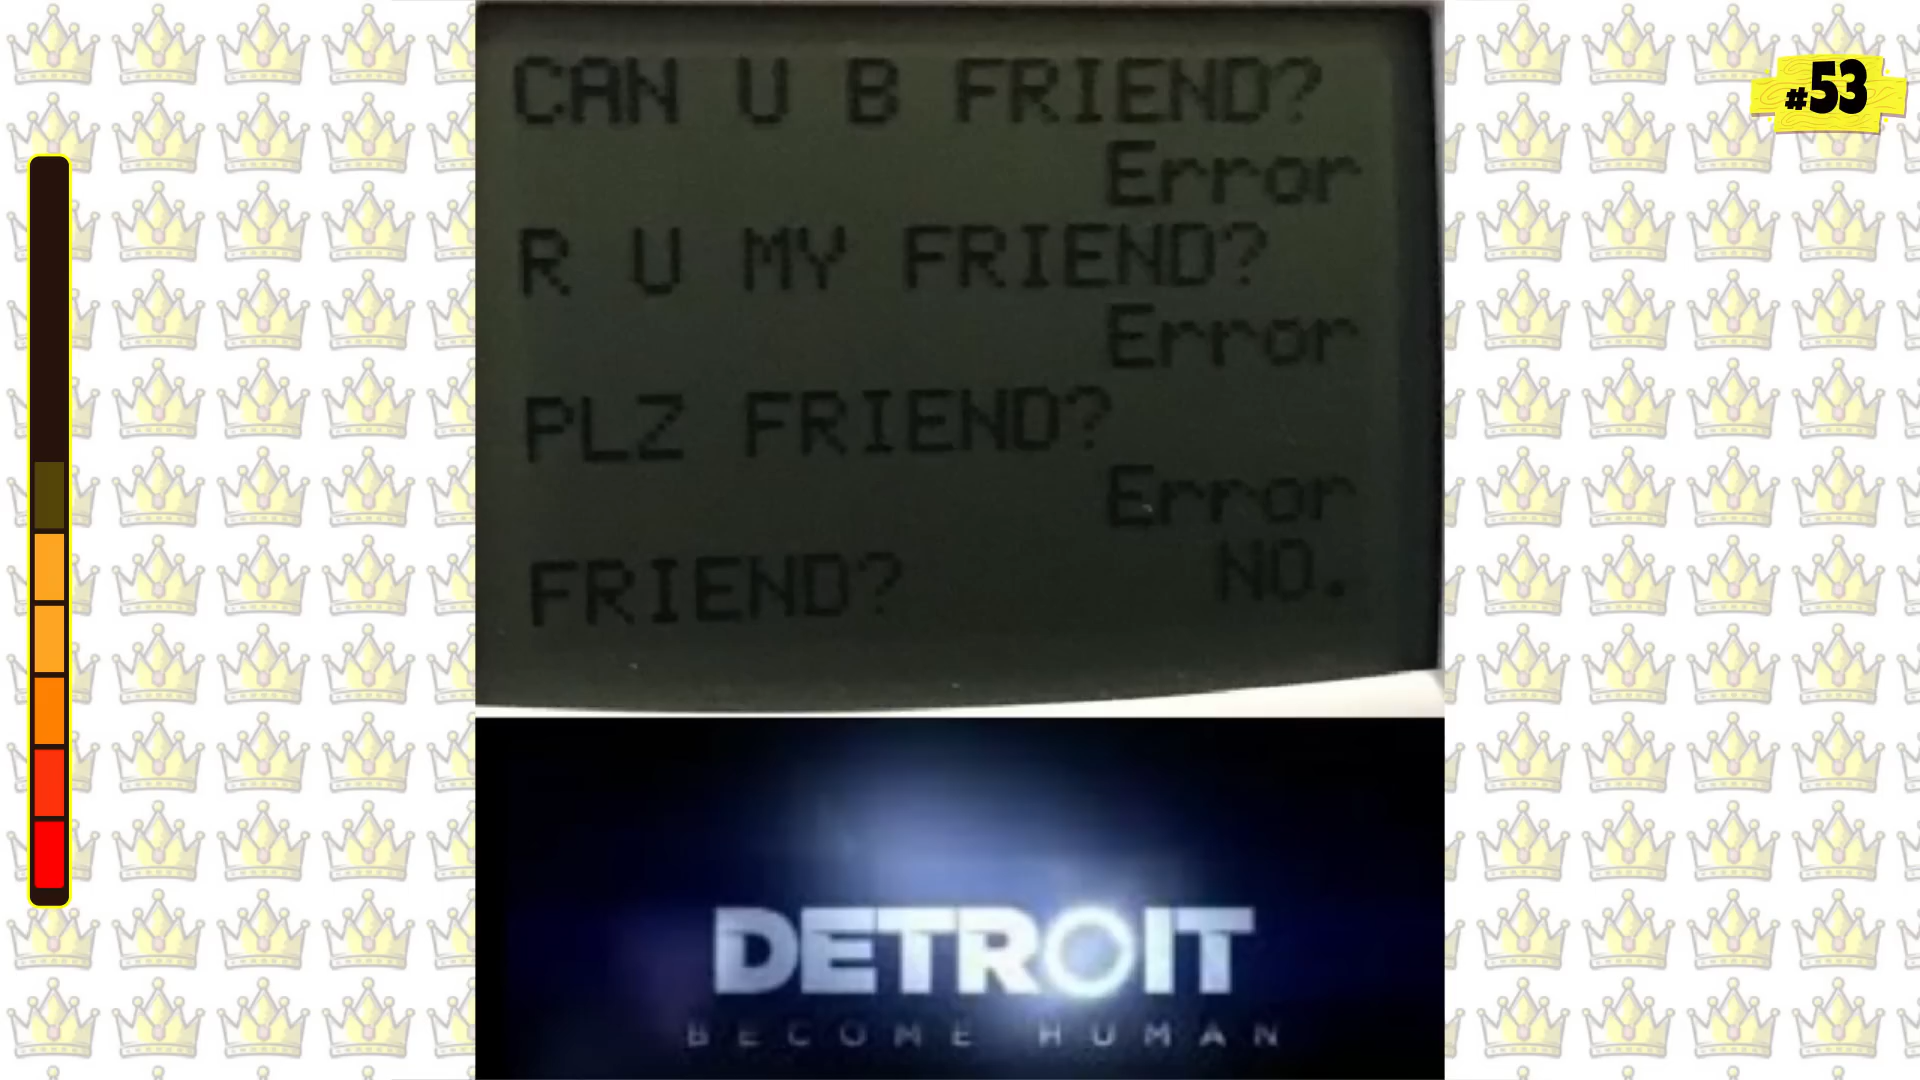 #53
CAN U B FRIEND?
Error
R U MY FRIEND?
Error
PLZ FRIEND?
Error
FRIEND? NO.
DETROIT
BECOME HUMAN